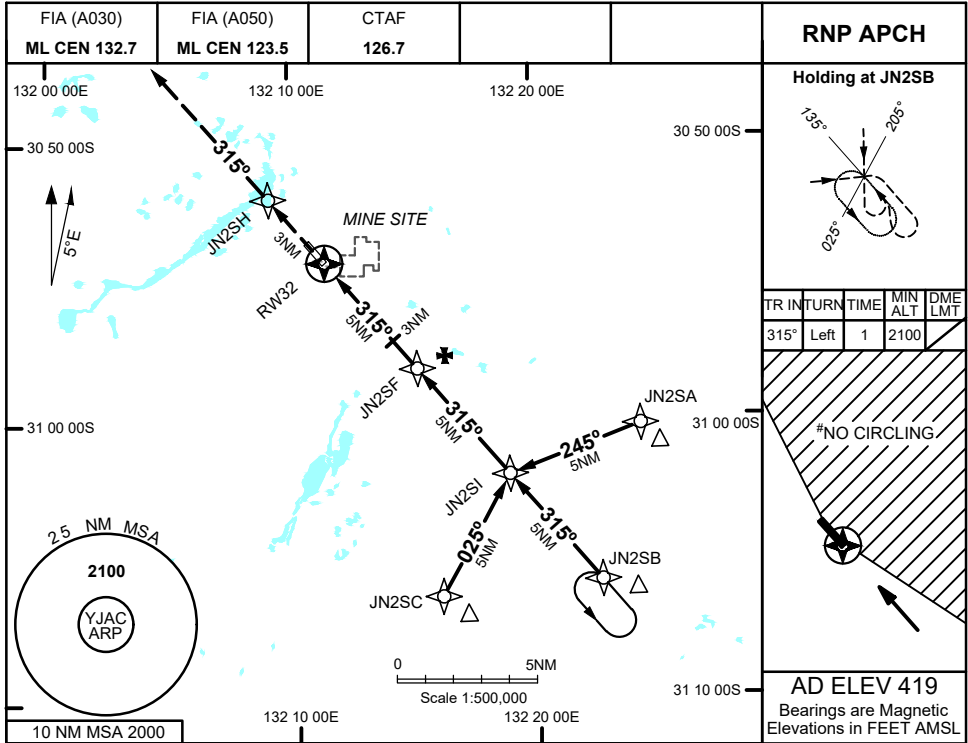 FIA (A030)
ML CEN 132.7
FIA (A050)
ML CEN 123.5
CTAF
126.7
RNP APCH
132 00 00E
132 10 00E
132 20 00E
30 50 00S
30 50 00S
315°
JN2SH
5°E
3NM
MINE SITE
RW32
315°
5NM
3NM
JN2SF
31 00 00S
31 00 00S
315°
5NM
JN2SA
245°
5NM
JN2SI
315°
5NM
025°
5NM
JN2SB
JN2SC
25 NM MSA
2100
YJAC
ARP
10 NM MSA 2000
0
5NM
Scale 1:500,000
132 10 00E
132 20 00E
31 10 00S
Holding at JN2SB
135°
205°
025°
TR IN
TURN
TIME
MIN
ALT
DME
LMT
315°
Left
1
2100
#NO CIRCLING
AD ELEV 419
Bearings are Magnetic
Elevations in FEET AMSL